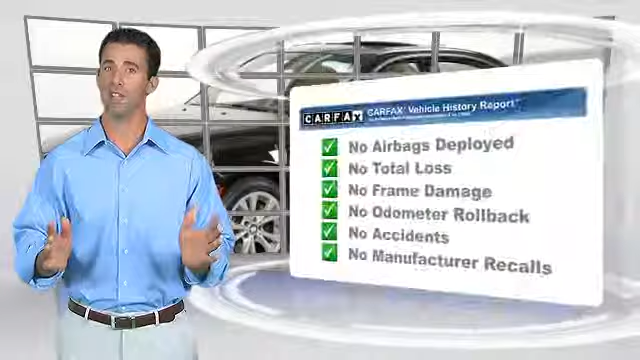 CARFAX CARFAX Vehicle History Report™
No Airbags Deployed
No Total Loss
No Frame Damage
No Odometer Rollback
No Accidents
No Manufacturer Recalls